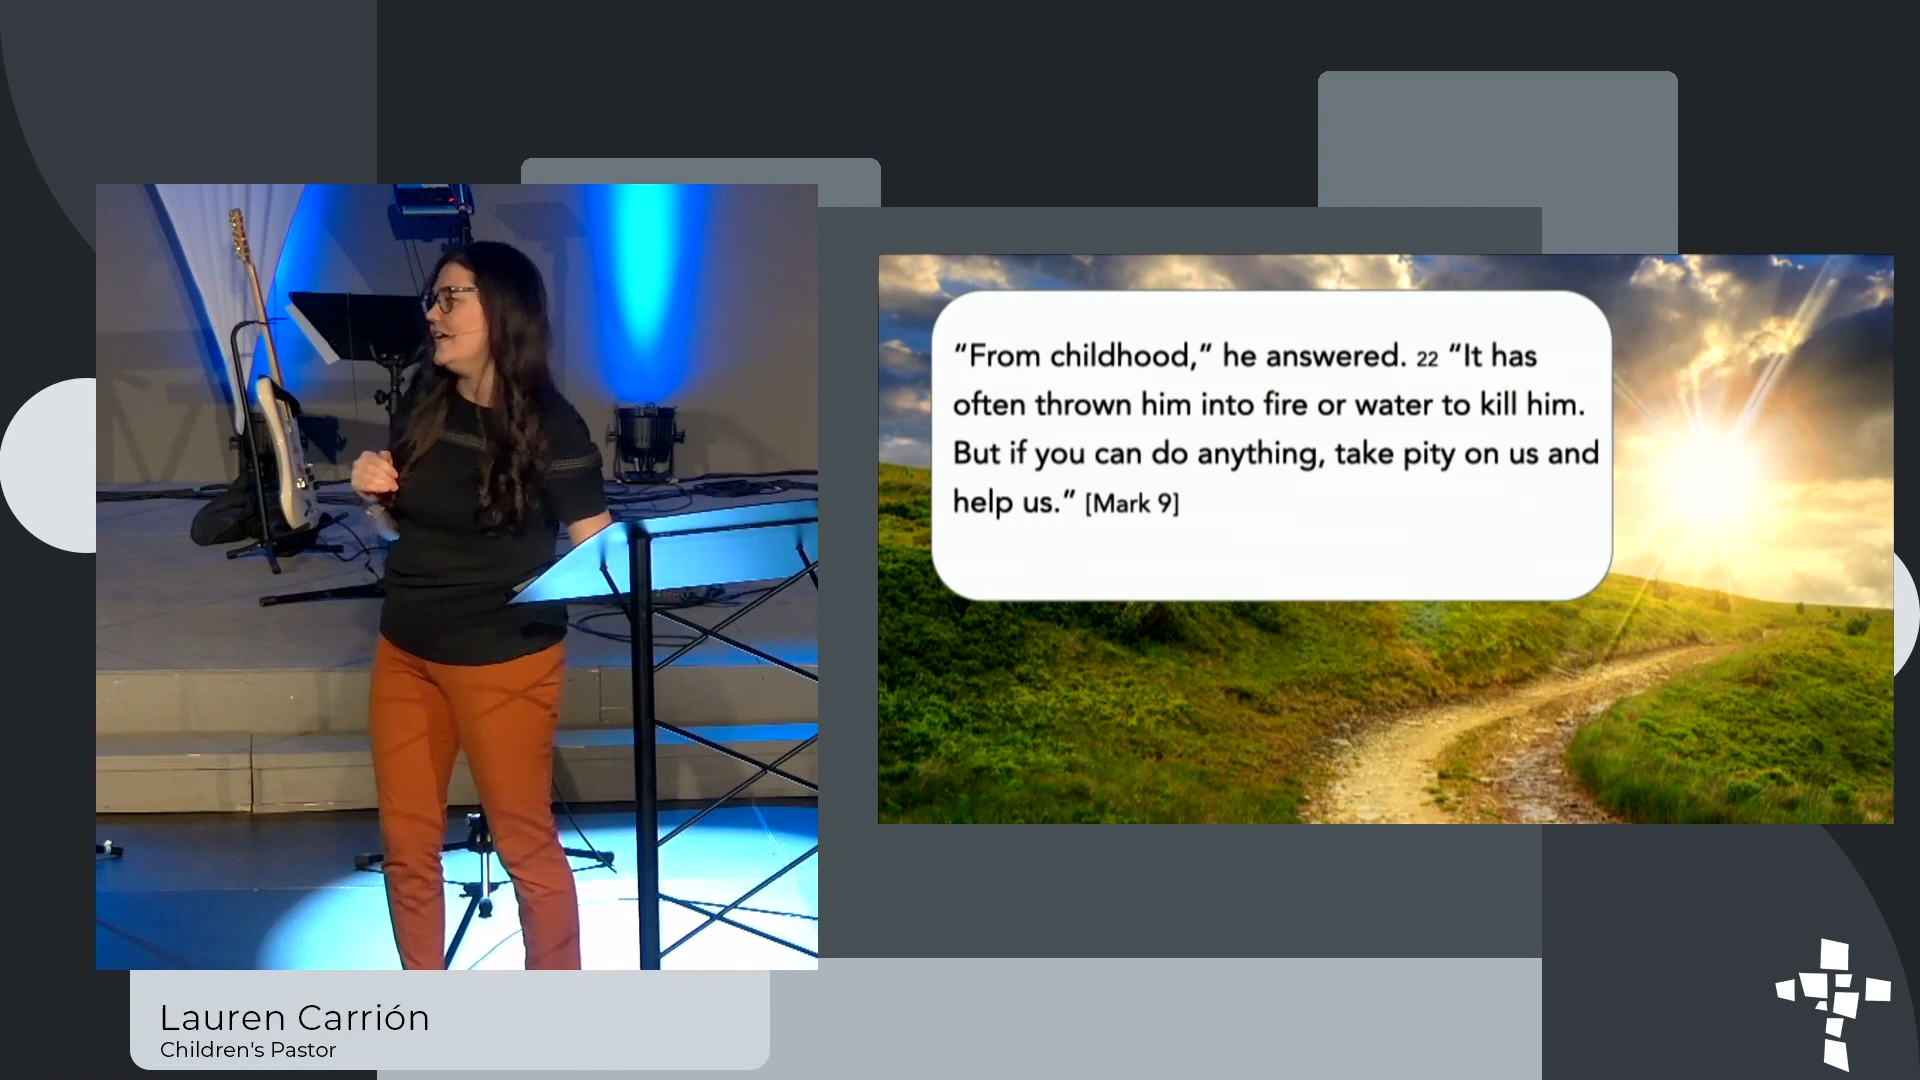 “From childhood,” he answered. 22 “It has
often thrown him into fire or water to kill him.
But if you can do anything, take pity on us and
help us.” [Mark 9]
Lauren Carrión
Children's Pastor